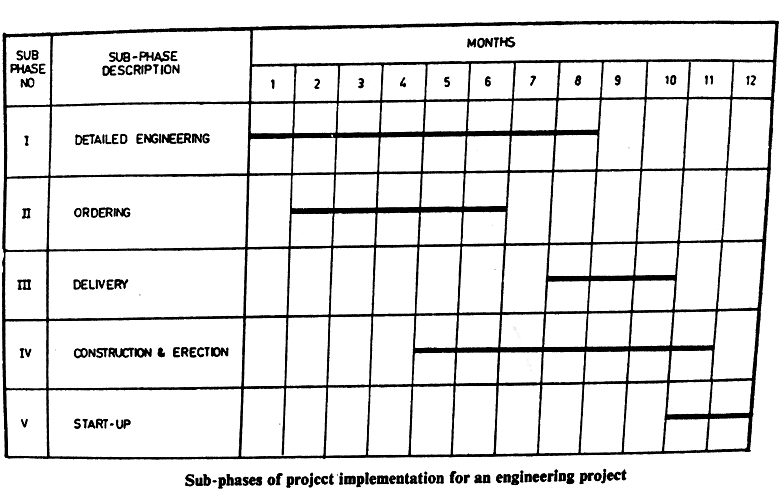 SUB
PHASE
NO
SUB-PHASE
DESCRIPTION
MONTHS
1 2 3 4 5 6 7 8 9 10 11 12
I DETAILED ENGINEERING
II ORDERING
III DELIVERY
IV CONSTRUCTION & ERECTION
V START-UP
Sub-phases of project implementation for an engineering project